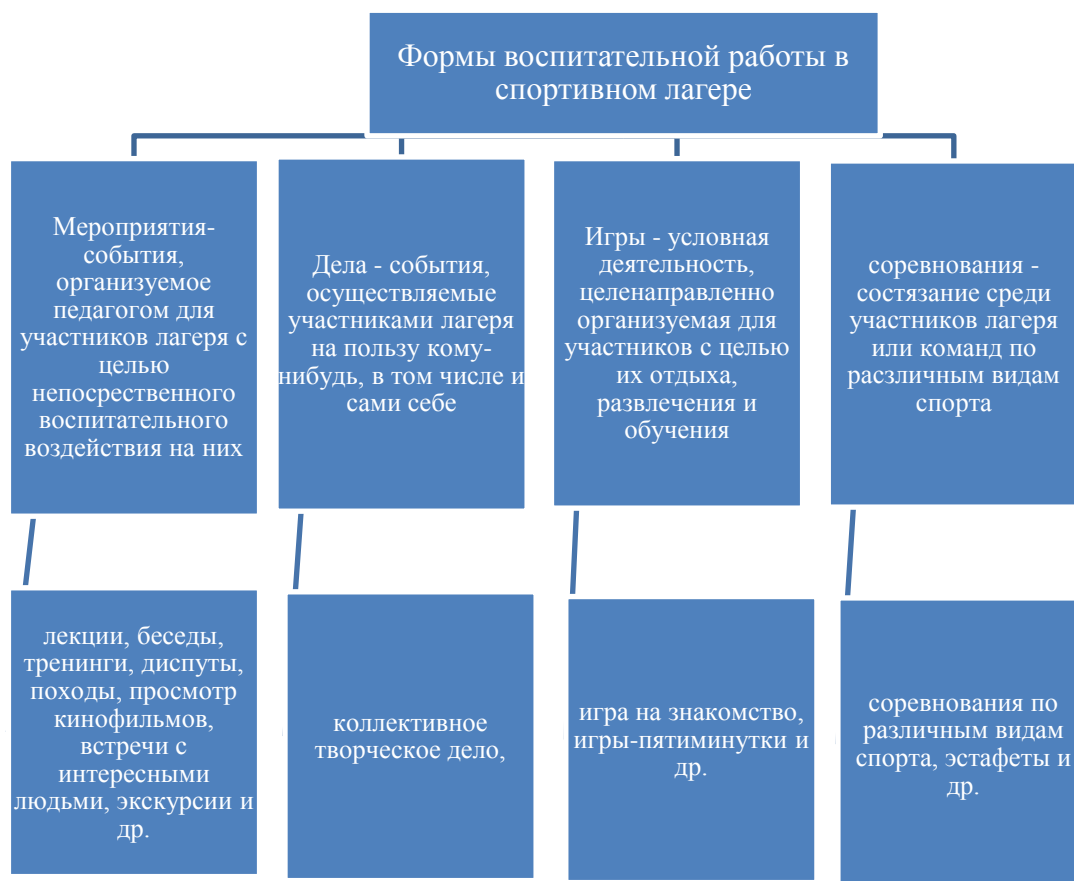 Формы воспитательной работы в
спортивном лагере
Мероприятия-
события,
организуемое
педагогом для
участников лагеря с
целью
непосрественного
воспитательного
воздействия на них
Дела - события,
осуществляемые
участниками лагеря
на пользу кому-
нибудь, в том числе и
сами себе
Игры - условная
деятельность,
целенаправленно
организуемая для
участников с целью
их отдыха,
развлечения и
обучения
соревнования -
состязание среди
участников лагеря
или команд по
расзличным видам
спорта
лекции, беседы,
тренинги, диспуты,
походы, просмотр
кинофильмов,
встречи с
интересными
людьми, экскурсии и
др.
коллективное
творческое дело,
игра на знакомство,
игры-пятиминутки и
др.
соревнования по
различным видам
спорта, эстафеты и
др.